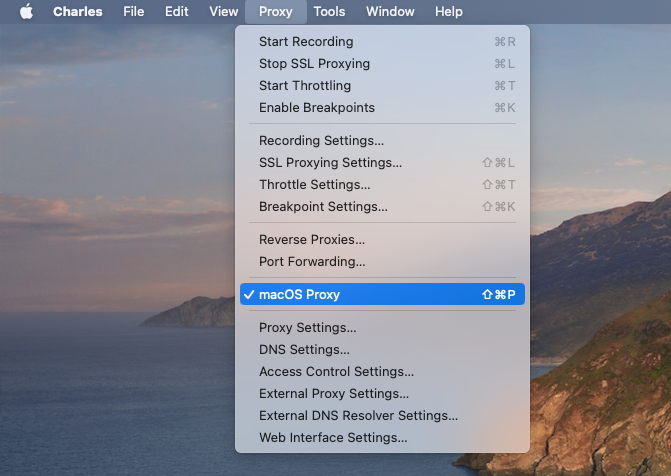 Charles File Edit View Proxy Tools Window Help
Start Recording ⌘R
Stop SSL Proxying ⌘L
Start Throttling ⌘T
Enable Breakpoints ⌘K
Recording Settings...
SSL Proxying Settings... ⇧⌘L
Throttle Settings... ⇧⌘T
Breakpoint Settings... ⇧⌘K
Reverse Proxies...
Port Forwarding...
✓ macOS Proxy ⇧⌘P
Proxy Settings...
DNS Settings...
Access Control Settings...
External Proxy Settings...
External DNS Resolver Settings...
Web Interface Settings...